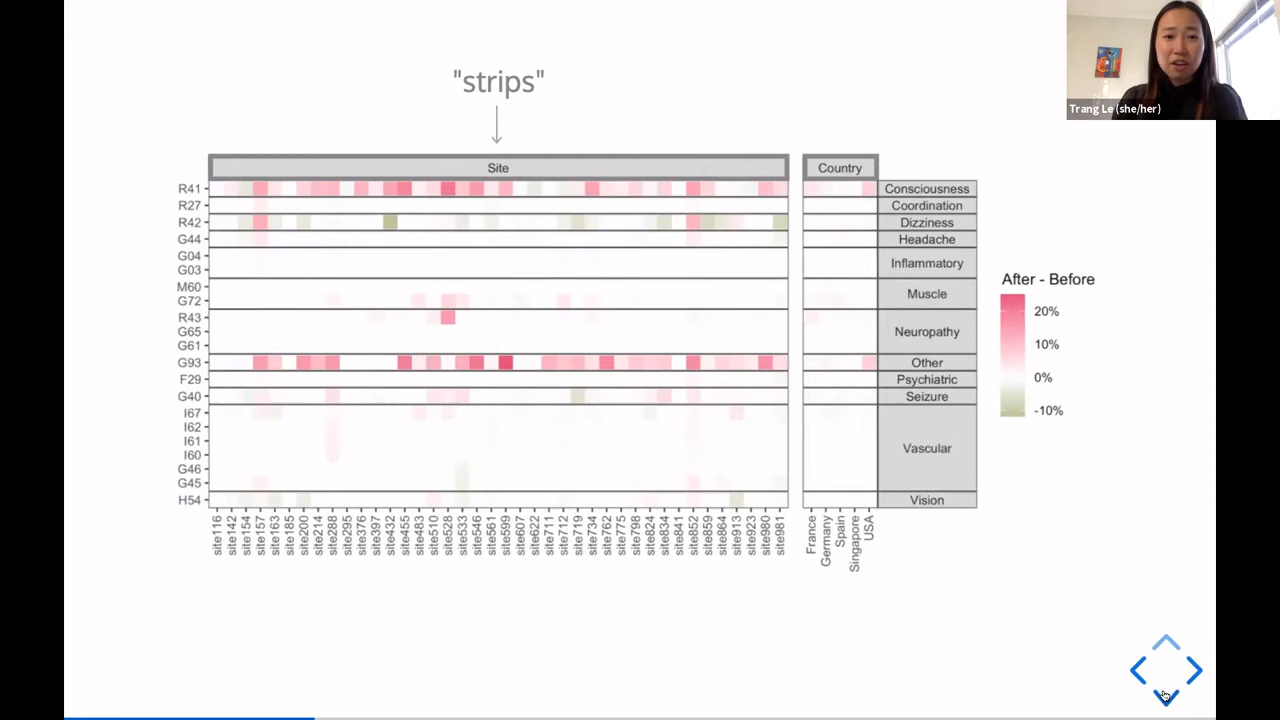 Trang Le (she/her)
"strips"
Site
Country
R41
Consciousness
R27
Coordination
R42
Dizziness
G44
Headache
G04
Inflammatory
G03
M60
Muscle
G72
R43
G65
Neuropathy
G61
G93
Other
F29
Psychiatric
G40
Seizure
I67
I62
I61
Vascular
I60
G46
G45
H54
Vision
After - Before
20%
10%
0%
-10%
site116
site142
site154
site157
site163
site185
site200
site214
site288
site295
site376
site397
site432
site455
site483
site510
site528
site533
site546
site561
site599
site607
site622
site711
site712
site719
site734
site762
site775
site798
site824
site834
site841
site852
site859
site864
site913
site923
site980
site981
France
Germany
Spain
Singapore
USA